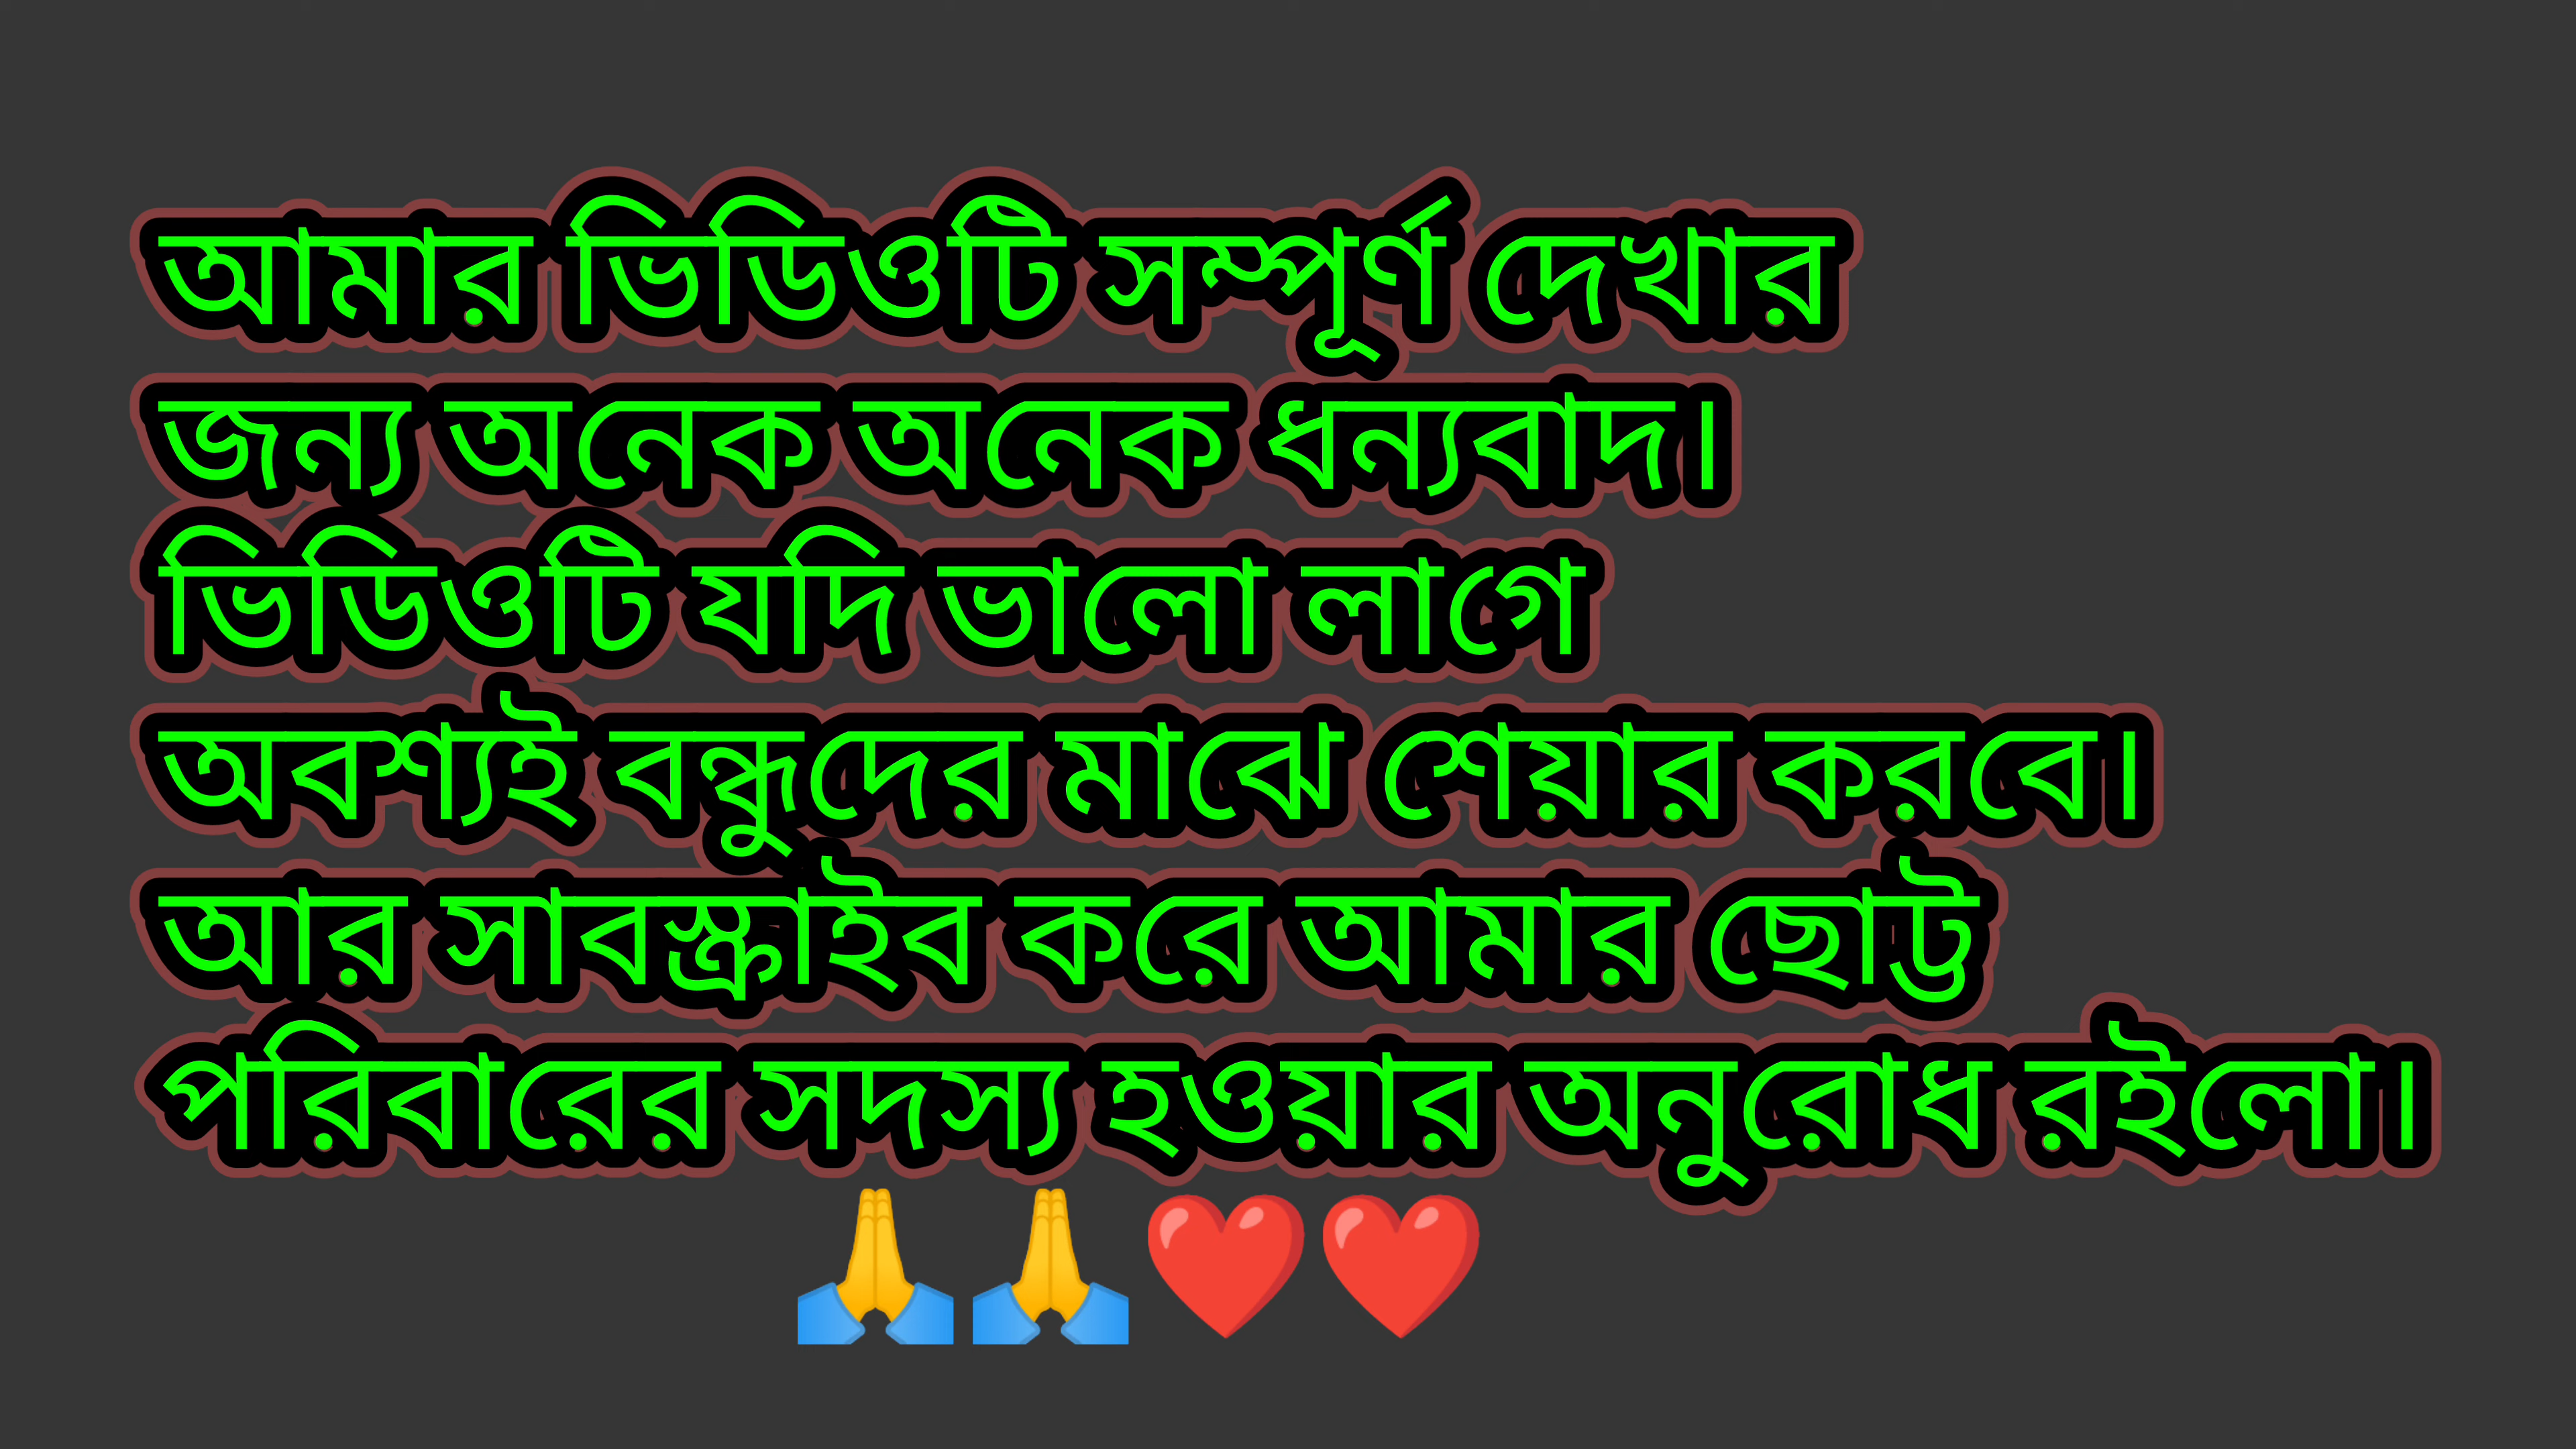 আমার ভিডিওটি সম্পূর্ণ দেখার
জন্য অনেক অনেক ধন্যবাদ।
ভিডিওটি যদি ভালো লাগে
অবশ্যই বন্ধুদের মাঝে শেয়ার করবে।
আর সাবস্ক্রাইব করে আমার ছোট্ট
পরিবারের সদস্য হওয়ার অনুরোধ রইলো।
🙏🙏❤️❤️